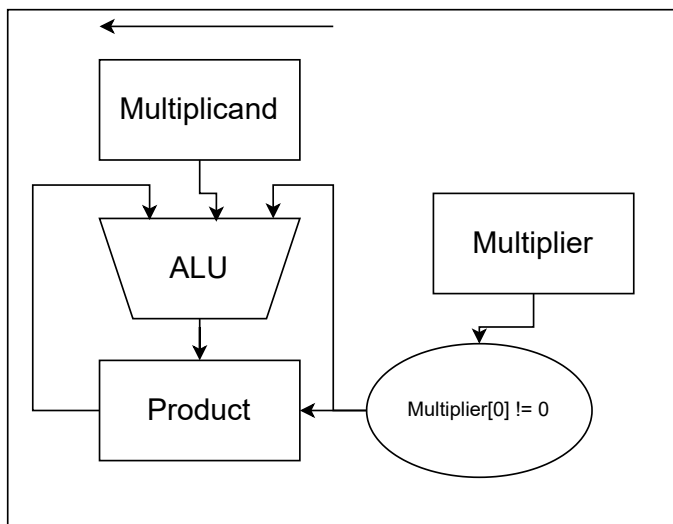 Multiplicand
ALU
Multiplier
Product
Multiplier[0] != 0